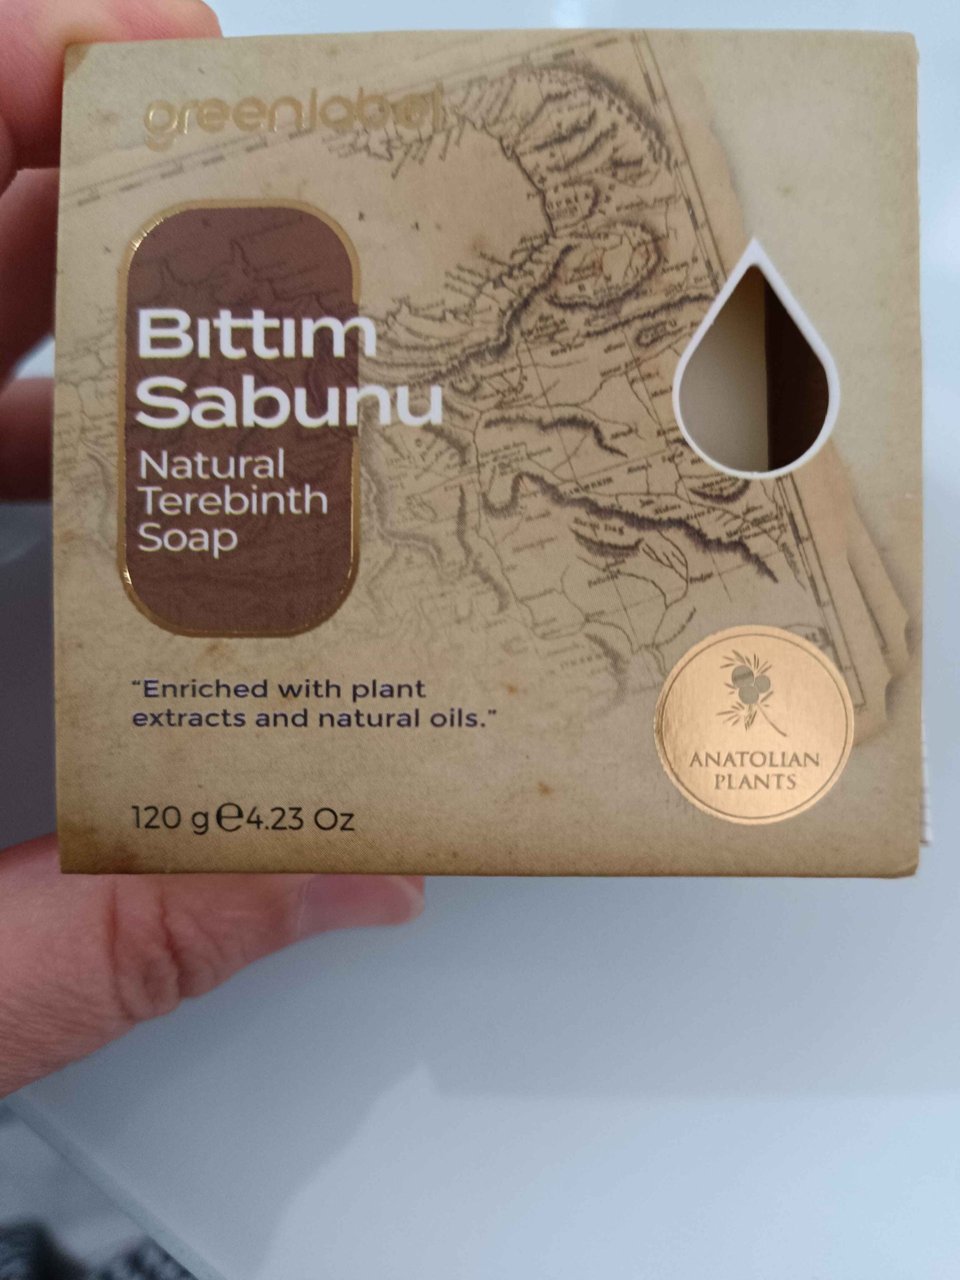 greenlabel
Bıttım
Sabunu
Natural
Terebinth
Soap
“Enriched with plant
extracts and natural oils.”
120 g℮4.23 Oz
ANATOLIAN
PLANTS